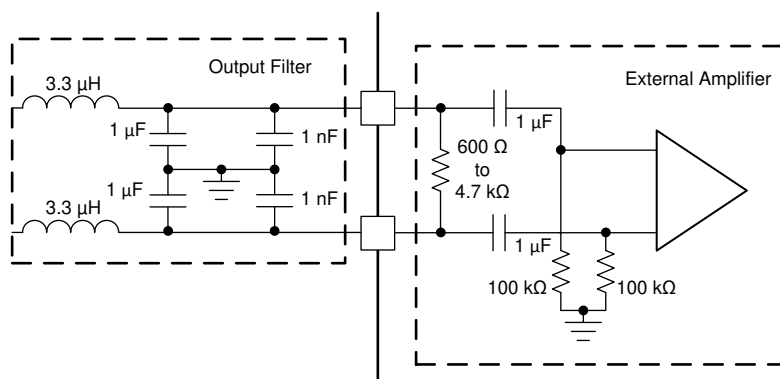 Output Filter
3.3 µH
1 µF
1 nF
1 µF
1 nF
3.3 µH
External Amplifier
1 µF
600 Ω
to
4.7 kΩ
1 µF
100 kΩ
100 kΩ